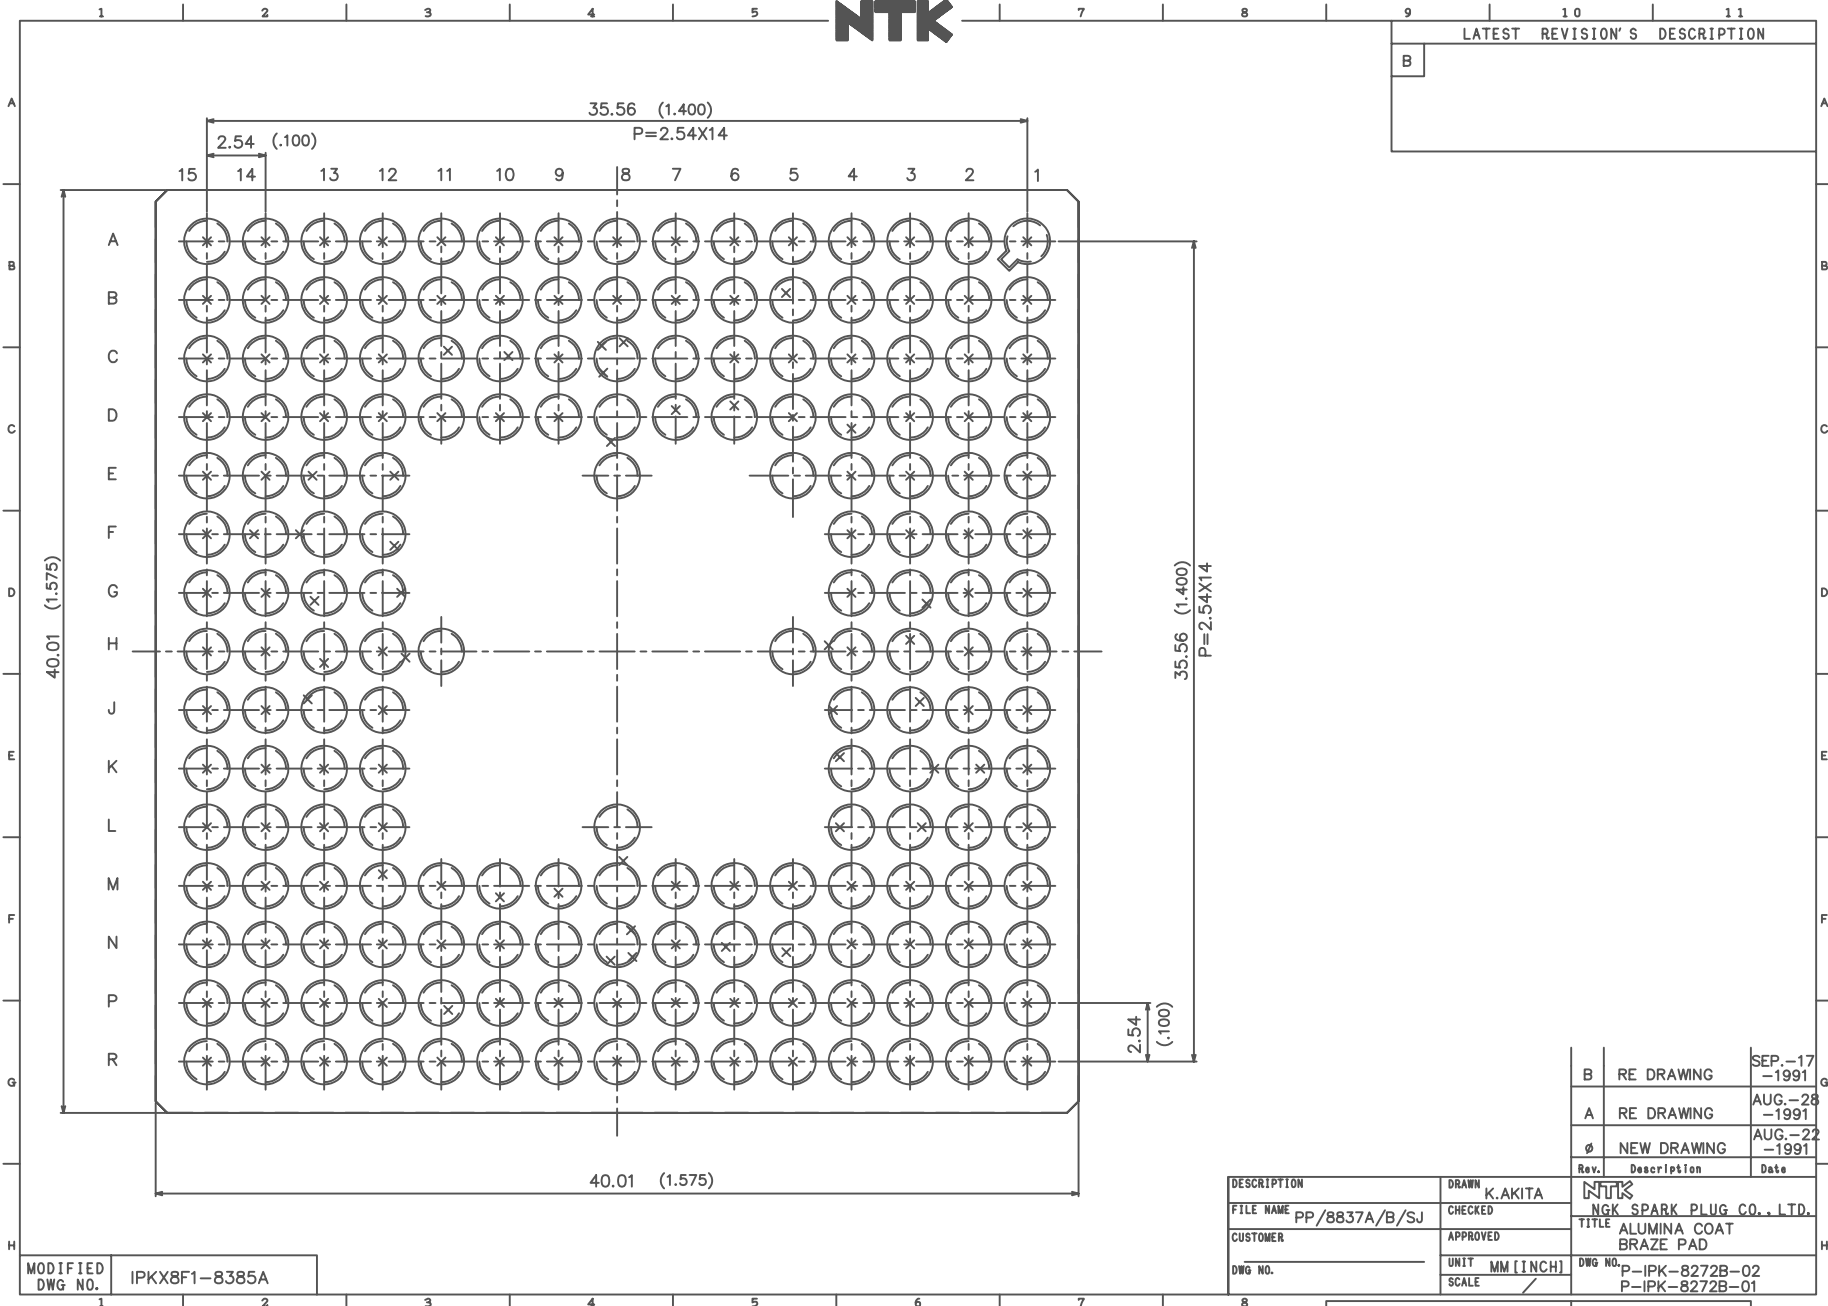 1 2 3 4 5 7 8 9 10 11
NTK
LATEST REVISION'S DESCRIPTION
B
A A
35.56 (1.400)
P=2.54X14
2.54 (.100)
15 14 13 12 11 10 9 8 7 6 5 4 3 2 1
A
B B
B
C
C C
D
E
F
40.01 (1.575)
35.56 (1.400)
P=2.54X14
D D
G
H
J
E E
K
L
M
F F
N
P
2.54
(.100)
R
G G
B RE DRAWING SEP.-17
-1991
A RE DRAWING AUG.-28
-1991
ø NEW DRAWING AUG.-22
-1991
Rev. Description Date
40.01 (1.575)
DESCRIPTION
DRAWN K.AKITA
NTK
NGK SPARK PLUG CO.,LTD.
FILE NAME PP/8837A/B/SJ
CHECKED
TITLE ALUMINA COAT
BRAZE PAD
CUSTOMER
APPROVED
H H
DWG NO.
UNIT MM[INCH]
SCALE /
DWG NO. P-IPK-8272B-02
P-IPK-8272B-01
MODIFIED
DWG NO.
IPKX8F1-8385A
1 2 3 4 5 6 7 8